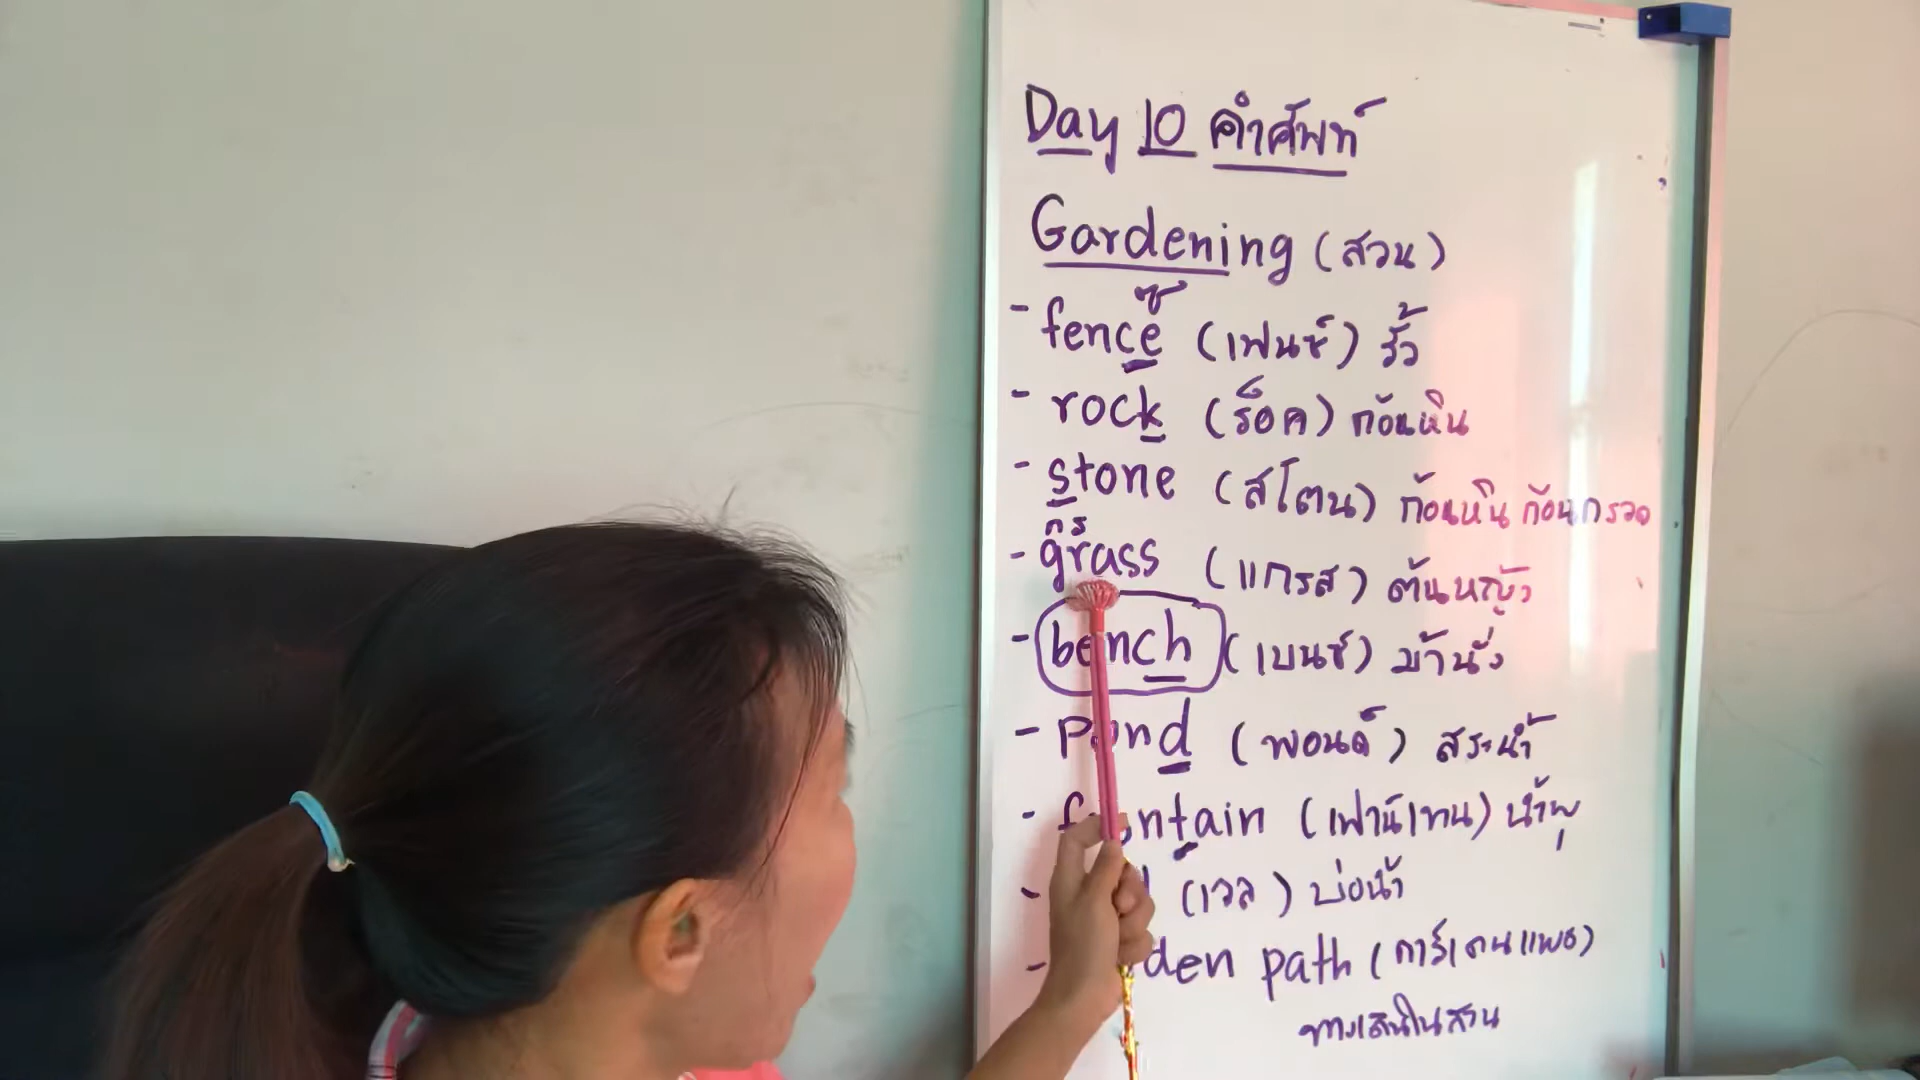 Day 10 คำศัพท์
Gardening (สวน)
ซ
- fence (เฟนซ์) รั้ว
- rock (ร็อค) ก้อนหิน
- stone (สโตน) ก้อนหิน ก้อนกรวด
กร
- grass (แกรส) ต้นหญ้า
- bench (เบนช์) ม้านั่ง
- pond (พอนด์) สระน้ำ
- (ฟาน์เทน) น้ำพุ
- (เวล) บ่อน้ำ
- path (การ์เดนแพธ)
ทางเดินในสวน